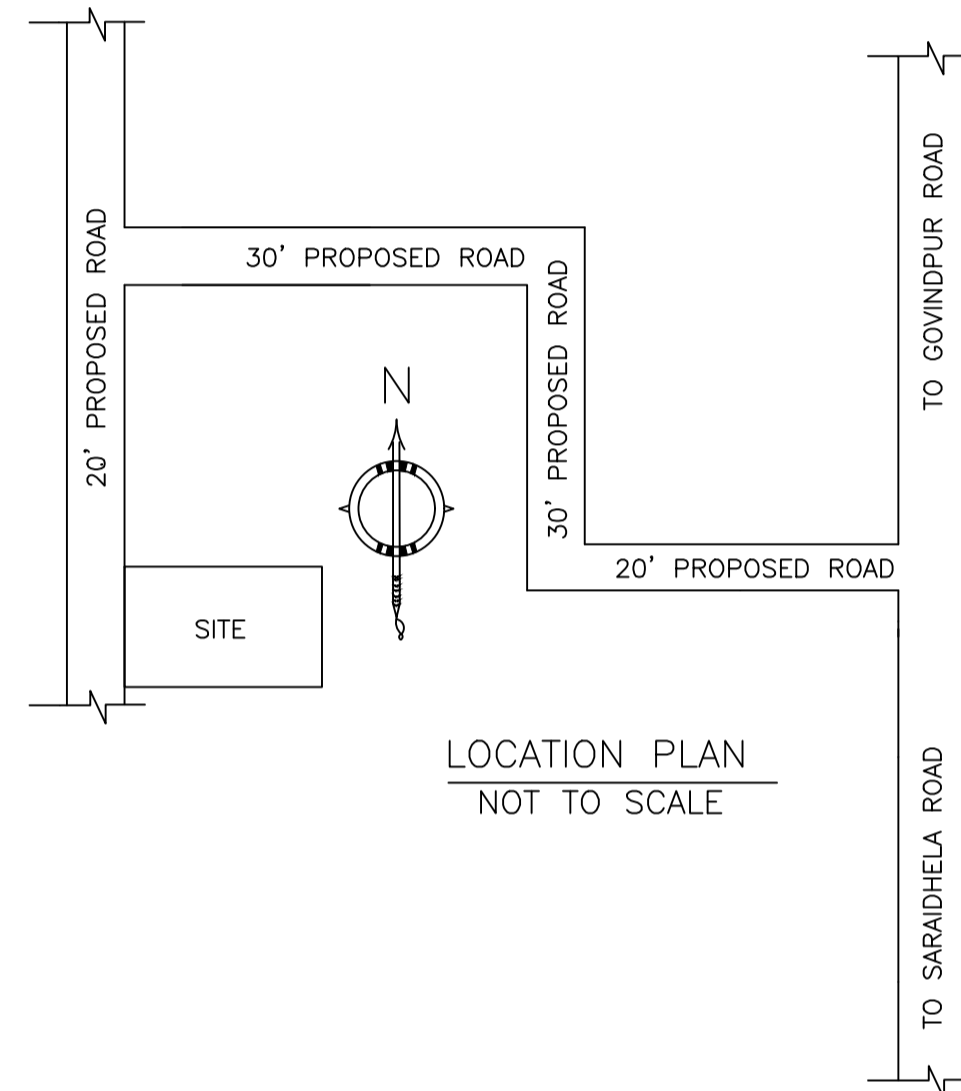 TO GOVINDPUR ROAD
20' PROPOSED ROAD
30' PROPOSED ROAD
30' PROPOSED ROAD
N
20' PROPOSED ROAD
SITE
LOCATION PLAN
NOT TO SCALE
TO SARAIDHELA ROAD